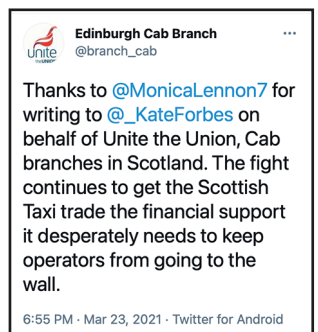 Edinburgh Cab Branch
@branch_cab
unite
theUNION
Thanks to @MonicaLennon7 for
writing to @_KateForbes on
behalf of Unite the Union, Cab
branches in Scotland. The fight
continues to get the Scottish
Taxi trade the financial support
it desperately needs to keep
operators from going to the
wall.
6:55 PM · Mar 23, 2021 · Twitter for Android